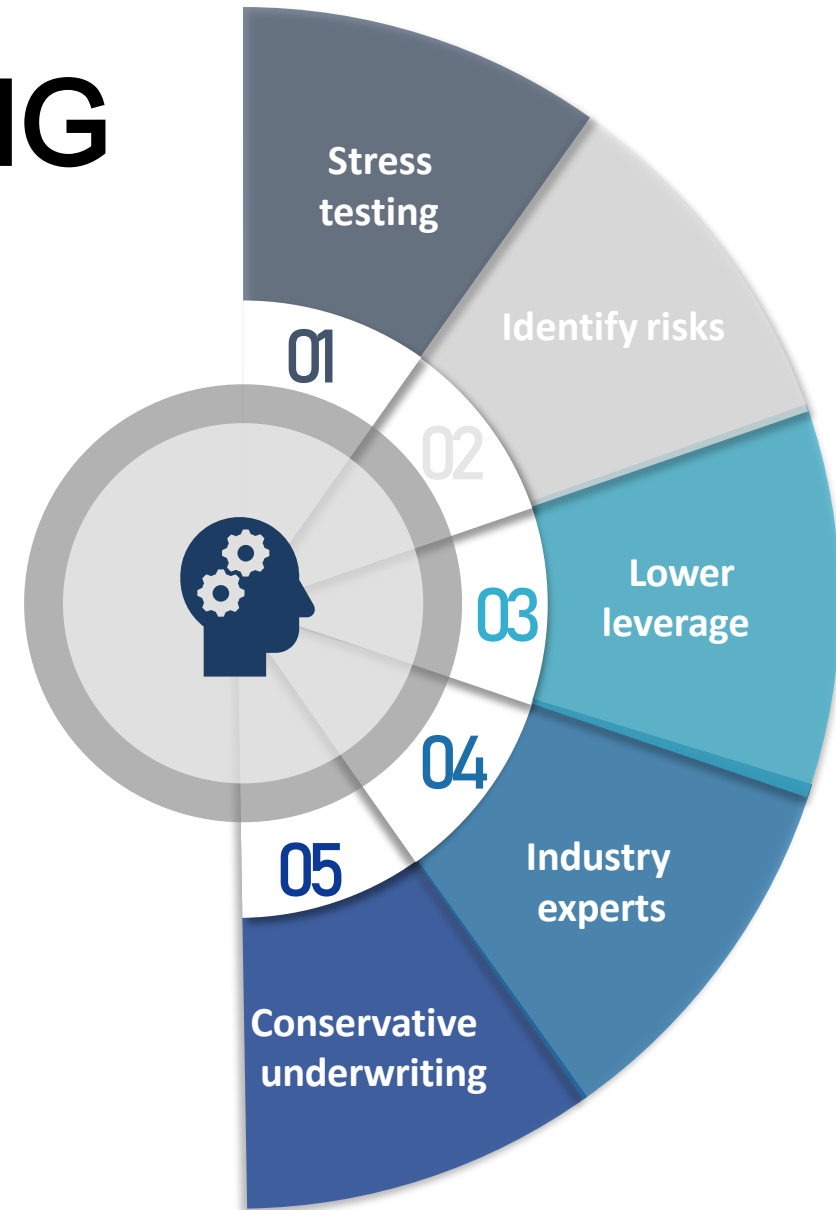 IG
Stress
testing
01
Identify risks
02
Lower
leverage
03
04
Industry
experts
05
Conservative
underwriting